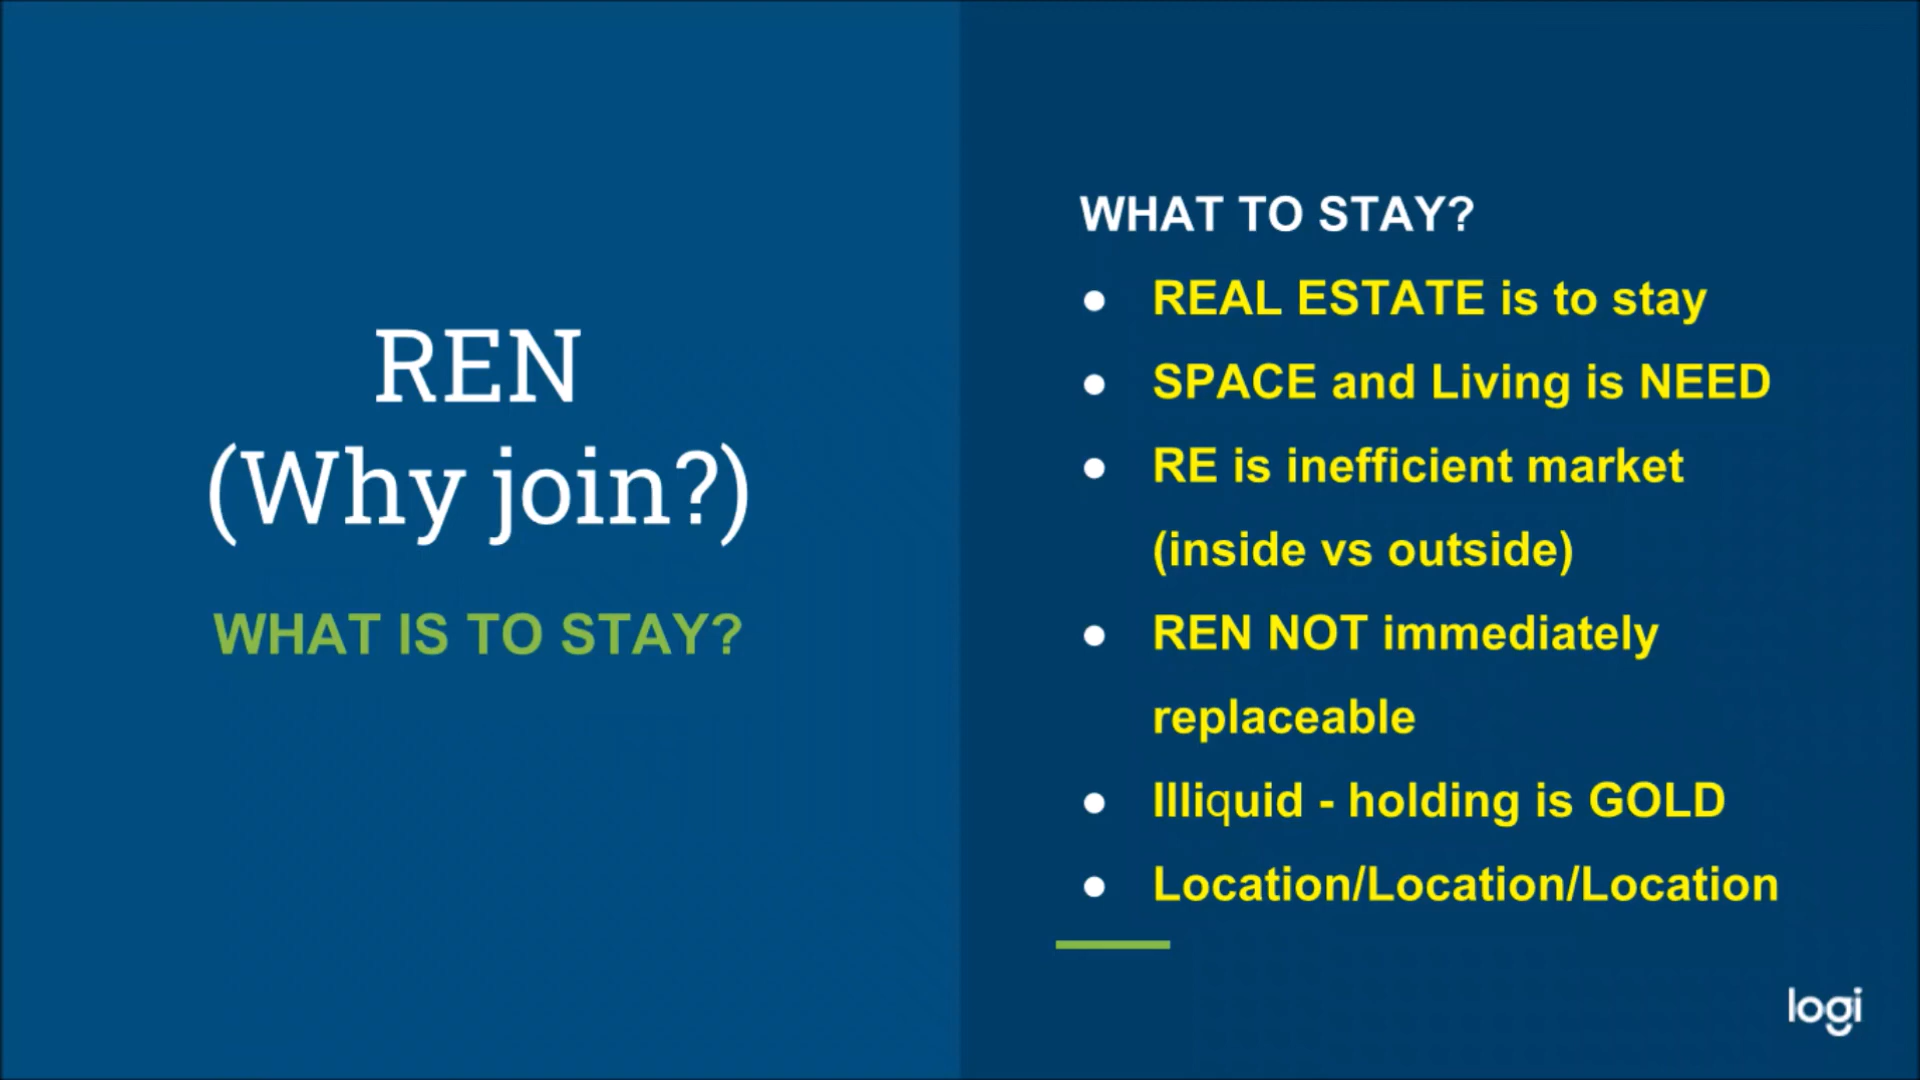 REN
(Why join?)
WHAT IS TO STAY?
WHAT TO STAY?
● REAL ESTATE is to stay
● SPACE and Living is NEED
● RE is inefficient market
(inside vs outside)
● REN NOT immediately
replaceable
● Illiquid - holding is GOLD
● Location/Location/Location
logi